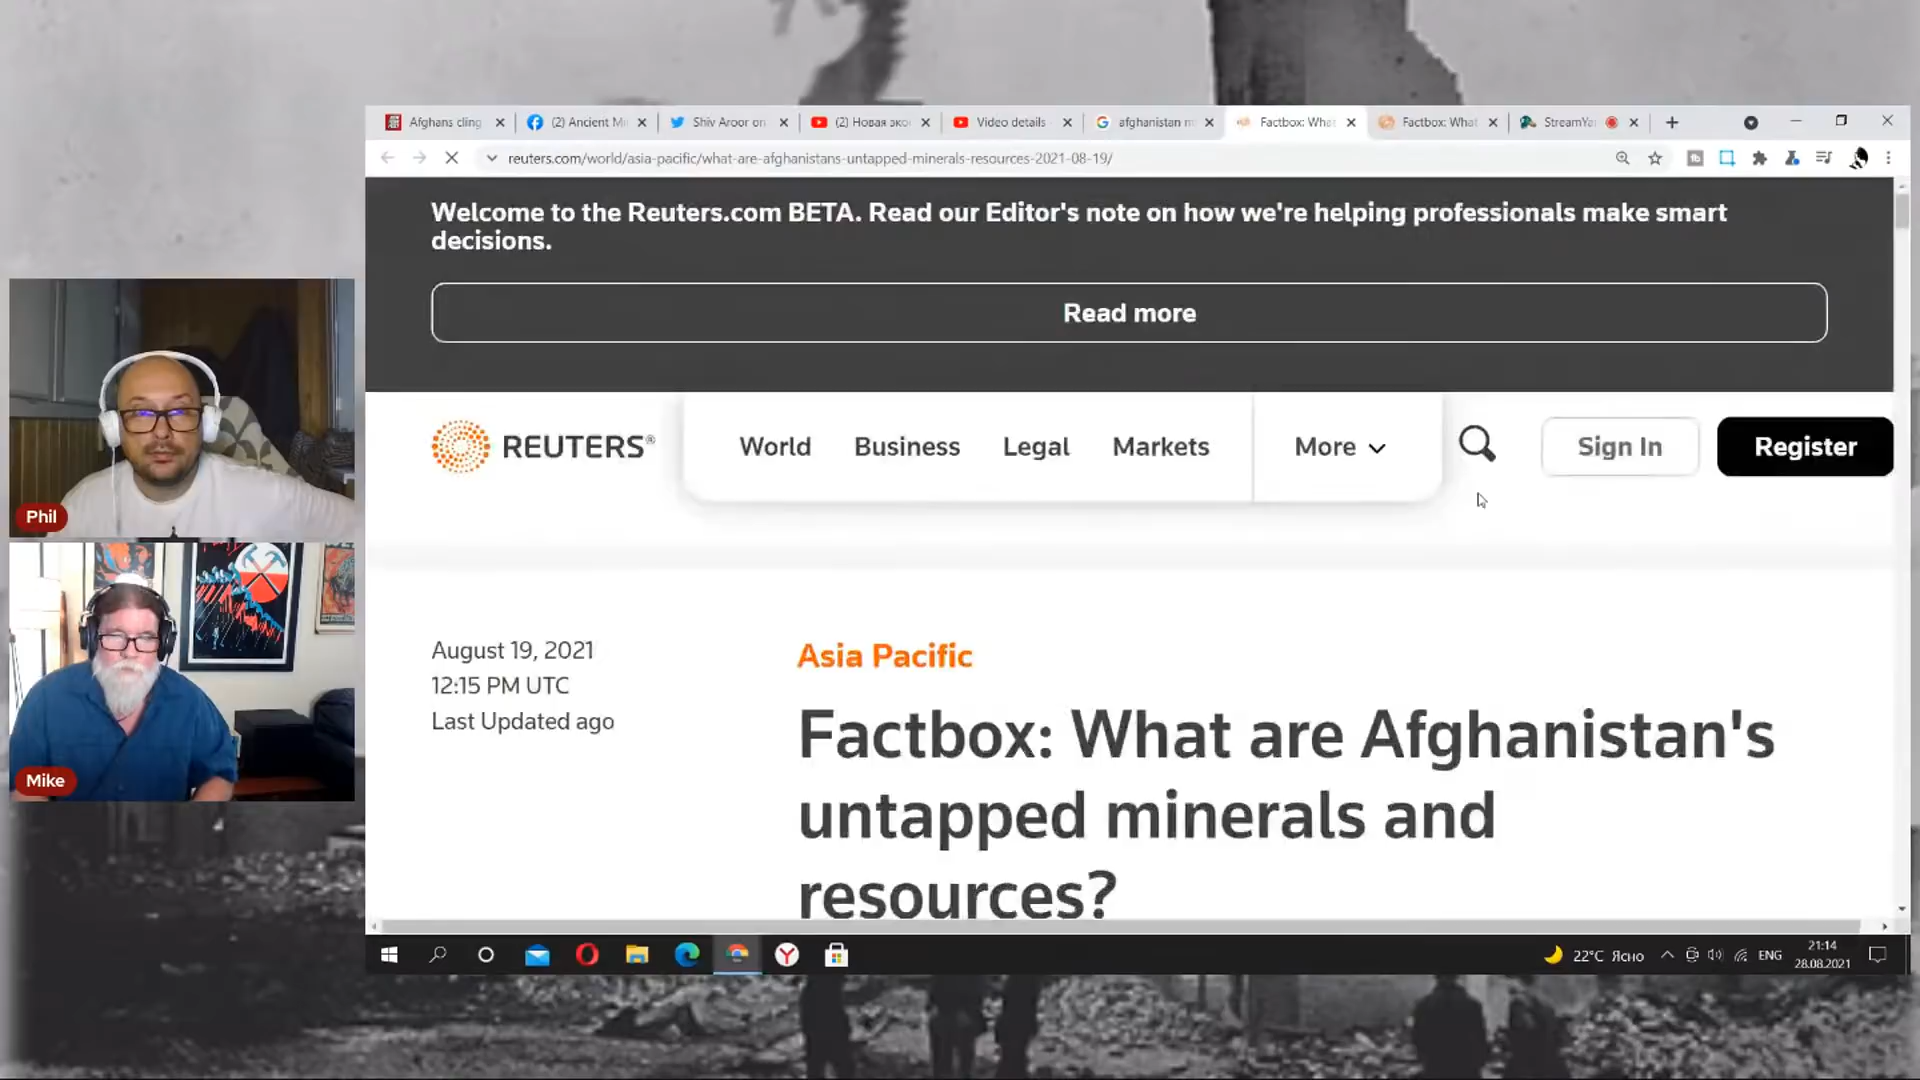 Afghans cling
(2) Ancient Mi
Shiv Aroor on
(2) Новая эко
Video details
afghanistan m
Factbox: What
Factbox: What
StreamYa
reuters.com/world/asia-pacific/what-are-afghanistans-untapped-minerals-resources-2021-08-19/
Welcome to the Reuters.com BETA. Read our Editor's note on how we're helping professionals make smart
decisions.
Read more
REUTERS®
World
Business
Legal
Markets
More
Sign In
Register
Phil
Mike
August 19, 2021
12:15 PM UTC
Last Updated ago
Asia Pacific
Factbox: What are Afghanistan's
untapped minerals and
resources?
22°C Ясно
ENG
21:14
28.08.2021